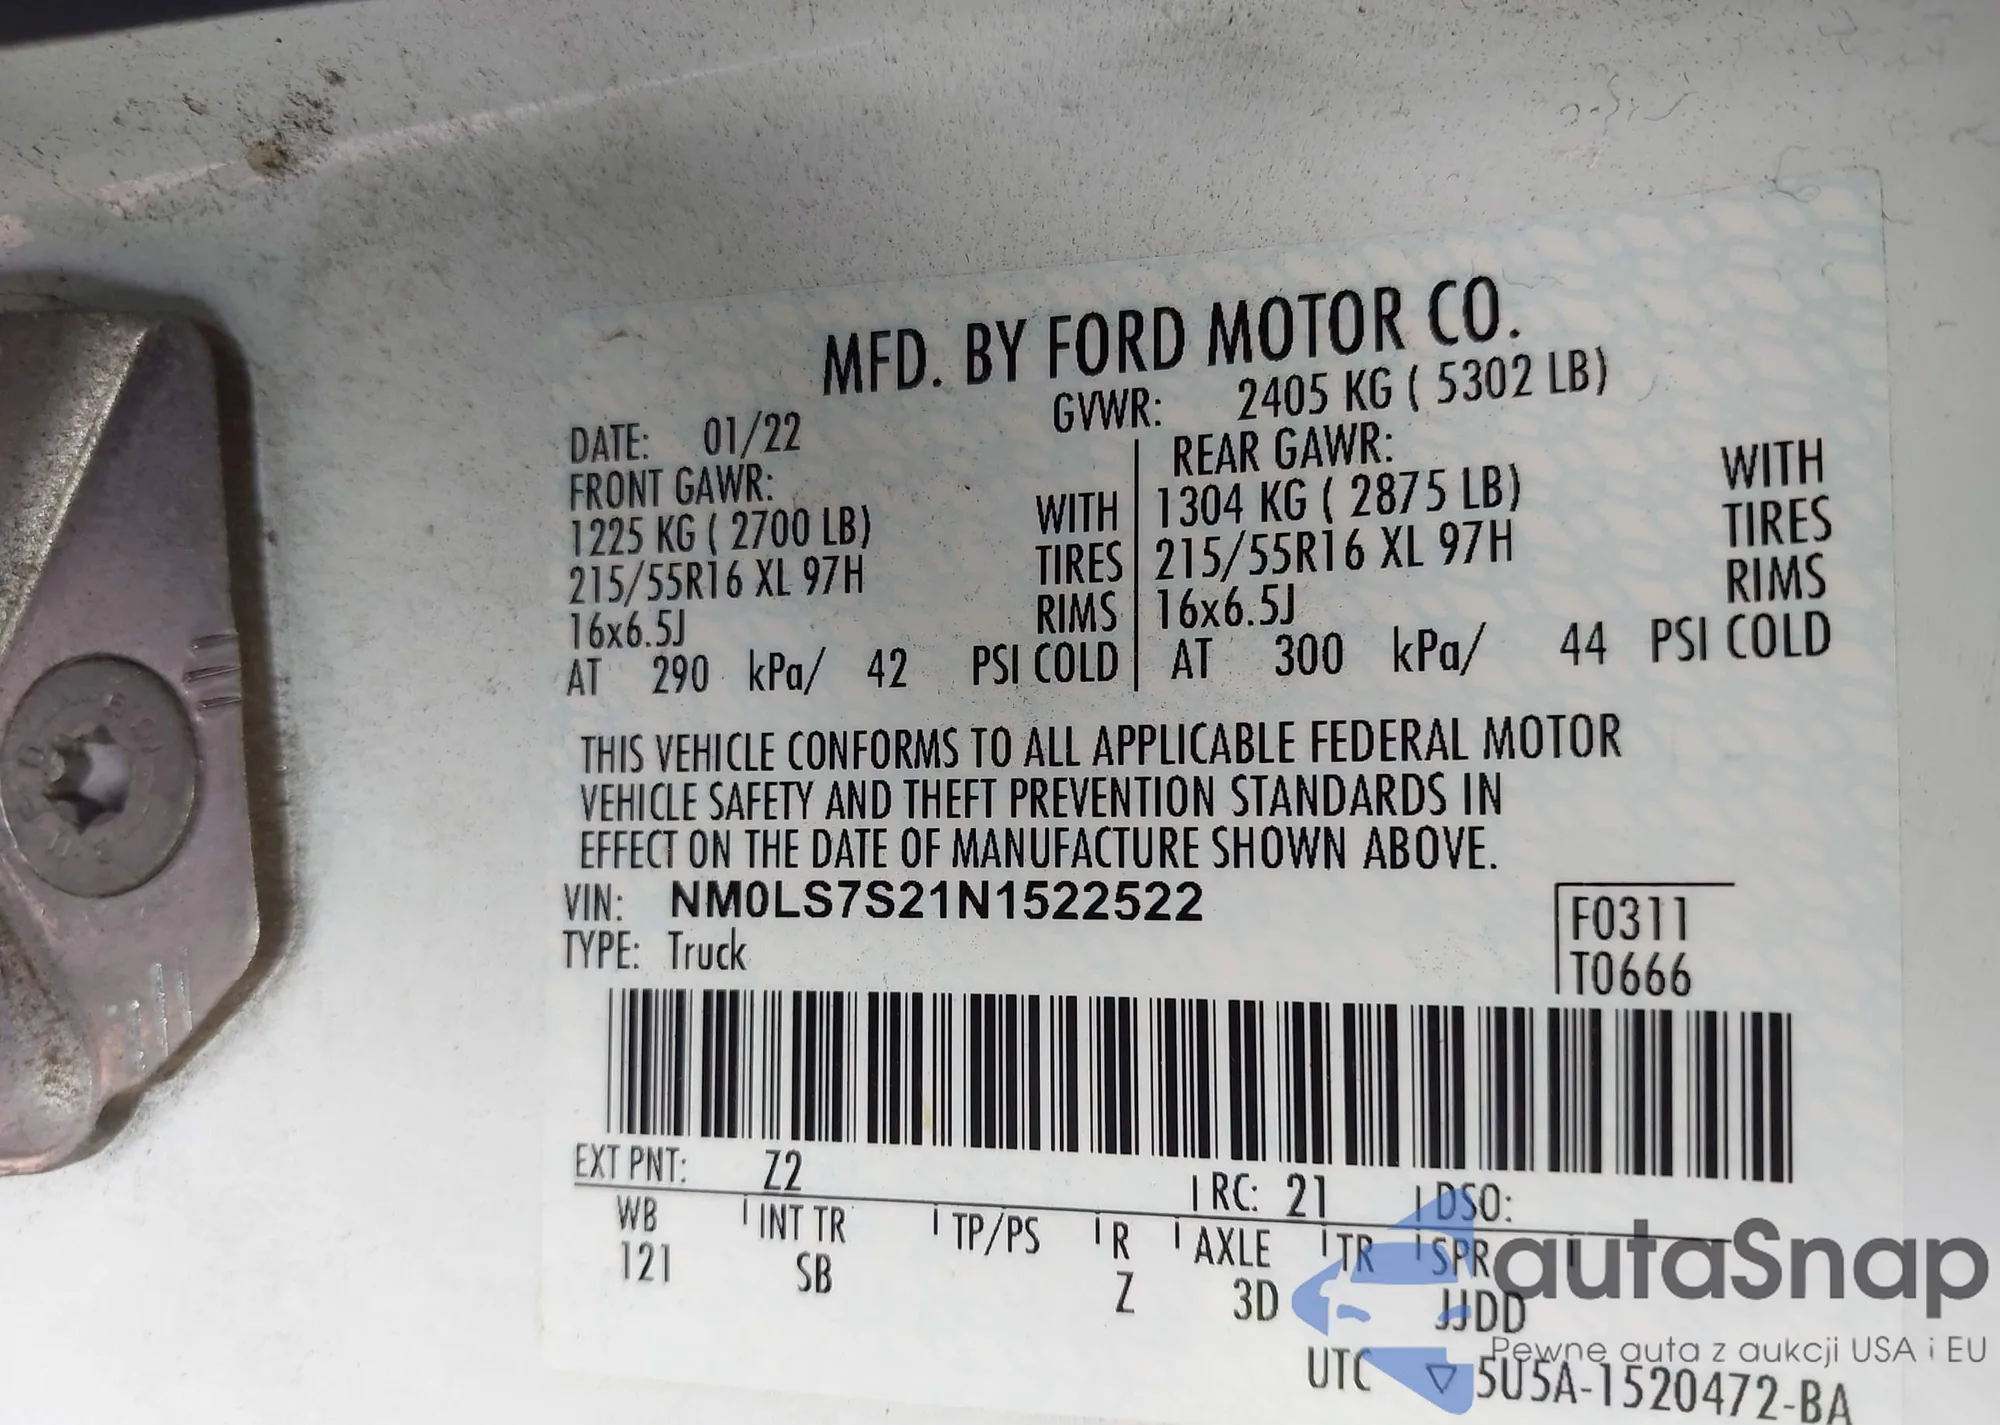 MFD. BY FORD MOTOR CO.
DATE: 01/22 GVWR: 2405 KG ( 5302 LB)
FRONT GAWR: REAR GAWR:
1225 KG ( 2700 LB) WITH 1304 KG ( 2875 LB) WITH
215/55R16 XL 97H TIRES 215/55R16 XL 97H TIRES
16x6.5J RIMS 16x6.5J RIMS
AT 290 kPa/ 42 PSI COLD AT 300 kPa/ 44 PSI COLD
THIS VEHICLE CONFORMS TO ALL APPLICABLE FEDERAL MOTOR
VEHICLE SAFETY AND THEFT PREVENTION STANDARDS IN
EFFECT ON THE DATE OF MANUFACTURE SHOWN ABOVE.
VIN: NM0LS7S21N1522522 F0311
TYPE: Truck T0666
EXT PNT: Z2 RC: 21 DSO:
WB INT TR TP/PS R AXLE TR SPR
121 SB Z 3D JJDD
UTC 5U5A-1520472-BA
autaSnap
Pewne auta z aukcji USA i EU